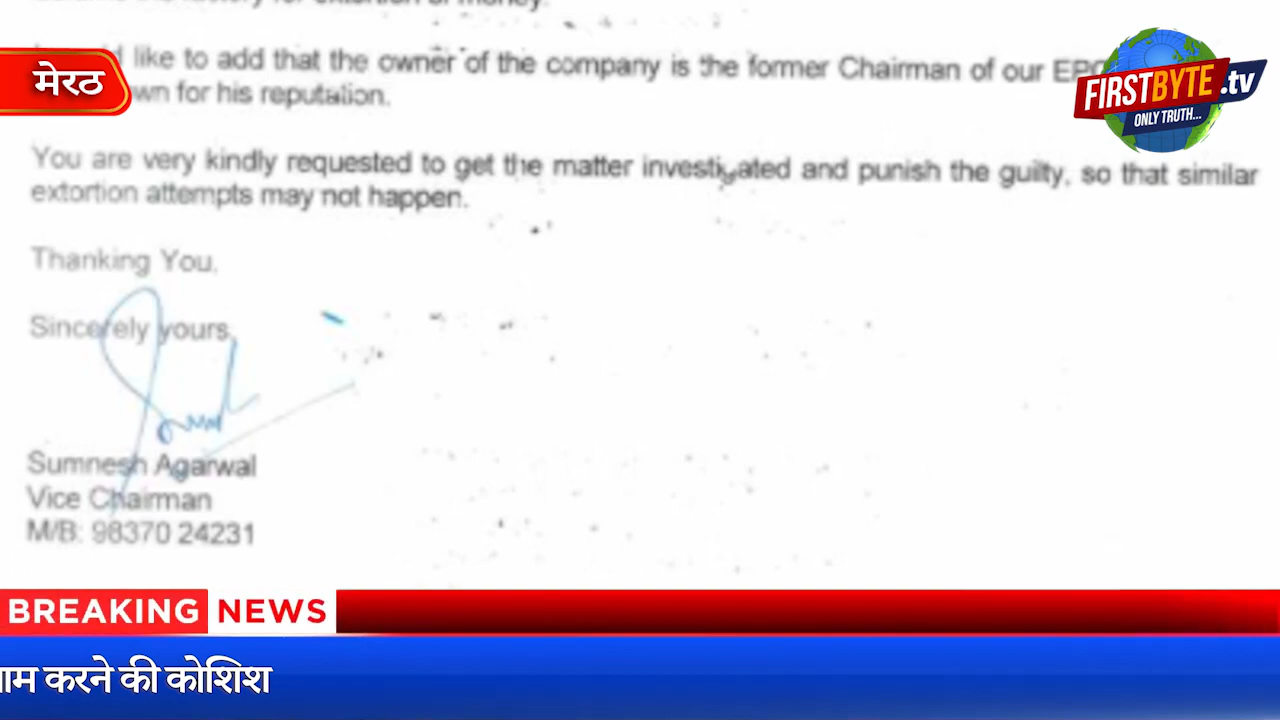 like to add that the owner of the company is the former Chairman of our
मेरठ
for his reputation.
FIRSTBYTE.tv
ONLY TRUTH...
You are very kindly requested to get the matter investigated and punish the guilty, so that similar
extortion attempts may not happen.
Thanking You,
Sincerely yours,
Sumnesh Agarwal
Vice Chairman
M/B: 98370 24231
BREAKING NEWS
करने की कोशिश